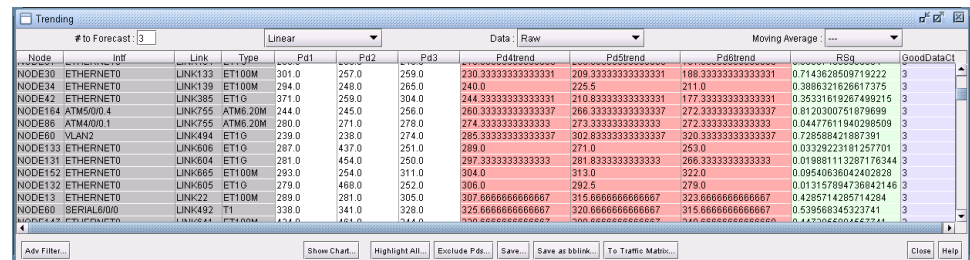 Trending
# to Forecast: 3 Linear Data: Raw Moving Average: ---
Node Intf Link Type Pd1 Pd2 Pd3 Pd4trend Pd5trend Pd6trend RSq GoodDataCt
NODE30 ETHERNET0 LINK133 ET100M 301.0 257.0 259.0 230.33333333333331 209.33333333333331 188.33333333333331 0.7143628509719222 3
NODE34 ETHERNET0 LINK139 ET100M 294.0 248.0 265.0 240.0 225.5 211.0 0.3886321626617375 3
NODE42 ETHERNET0 LINK385 ET1G 371.0 259.0 304.0 244.33333333333331 210.83333333333331 177.33333333333331 0.35331619267499215 3
NODE164 ATM5/0/0.4 LINK755 ATM6.20M 244.0 245.0 256.0 260.3333333333333 266.3333333333333 272.3333333333333 0.8120300751879699 3
NODE86 ATM4/0/0.1 LINK755 ATM6.20M 280.0 271.0 278.0 274.3333333333333 273.3333333333333 272.3333333333333 0.04477611940298509 3
NODE60 VLAN2 LINK494 ET1G 239.0 238.0 274.0 285.3333333333333 302.8333333333333 320.3333333333333 0.728588421887391 3
NODE133 ETHERNET0 LINK606 ET1G 287.0 437.0 251.0 289.0 271.0 253.0 0.03329223181257701 3
NODE131 ETHERNET0 LINK604 ET1G 281.0 454.0 250.0 297.3333333333333 281.8333333333333 266.3333333333333 0.019881113287176344 3
NODE152 ETHERNET0 LINK665 ET100M 293.0 254.0 311.0 304.0 313.0 322.0 0.09540636042402828 3
NODE132 ETHERNET0 LINK605 ET1G 279.0 468.0 252.0 306.0 292.5 279.0 0.013157894736842146 3
NODE13 ETHERNET0 LINK22 ET100M 289.0 281.0 305.0 307.6666666666667 315.6666666666667 323.6666666666667 0.4285714285714284 3
NODE60 SERIAL6/0/0 LINK492 T1 338.0 341.0 328.0 325.6666666666667 320.6666666666667 315.6666666666667 0.539568345323741 3
Adv Filter... Show Chart... Highlight All... Exclude Pds... Save... Save as bblink... To Traffic Matrix... Close Help